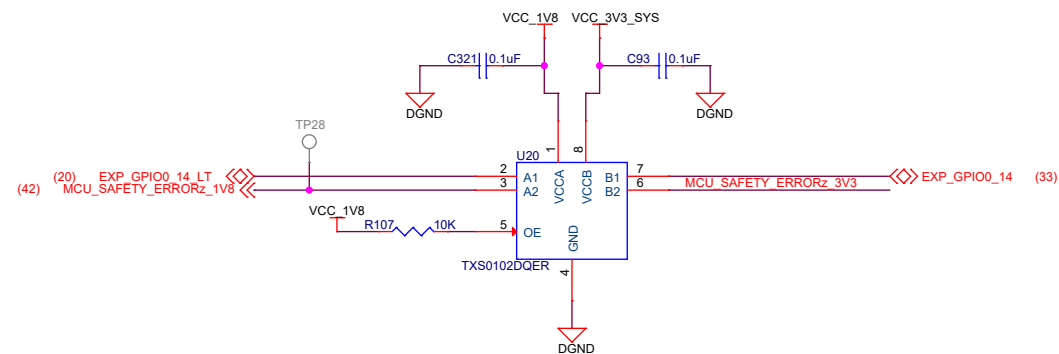 VCC_1V8 VCC_3V3_SYS
C321 0.1uF C93 0.1uF
DGND DGND
TP28
U20
1 8
VCCA VCCB
(20) EXP_GPIO0_14_LT 2 A1 B1 7 EXP_GPIO0_14 (33)
(42) MCU_SAFETY_ERRORz_1V8 3 A2 B2 6 MCU_SAFETY_ERRORz_3V3
VCC_1V8
R107 10K 5 OE
GND
TXS0102DQER
4
DGND